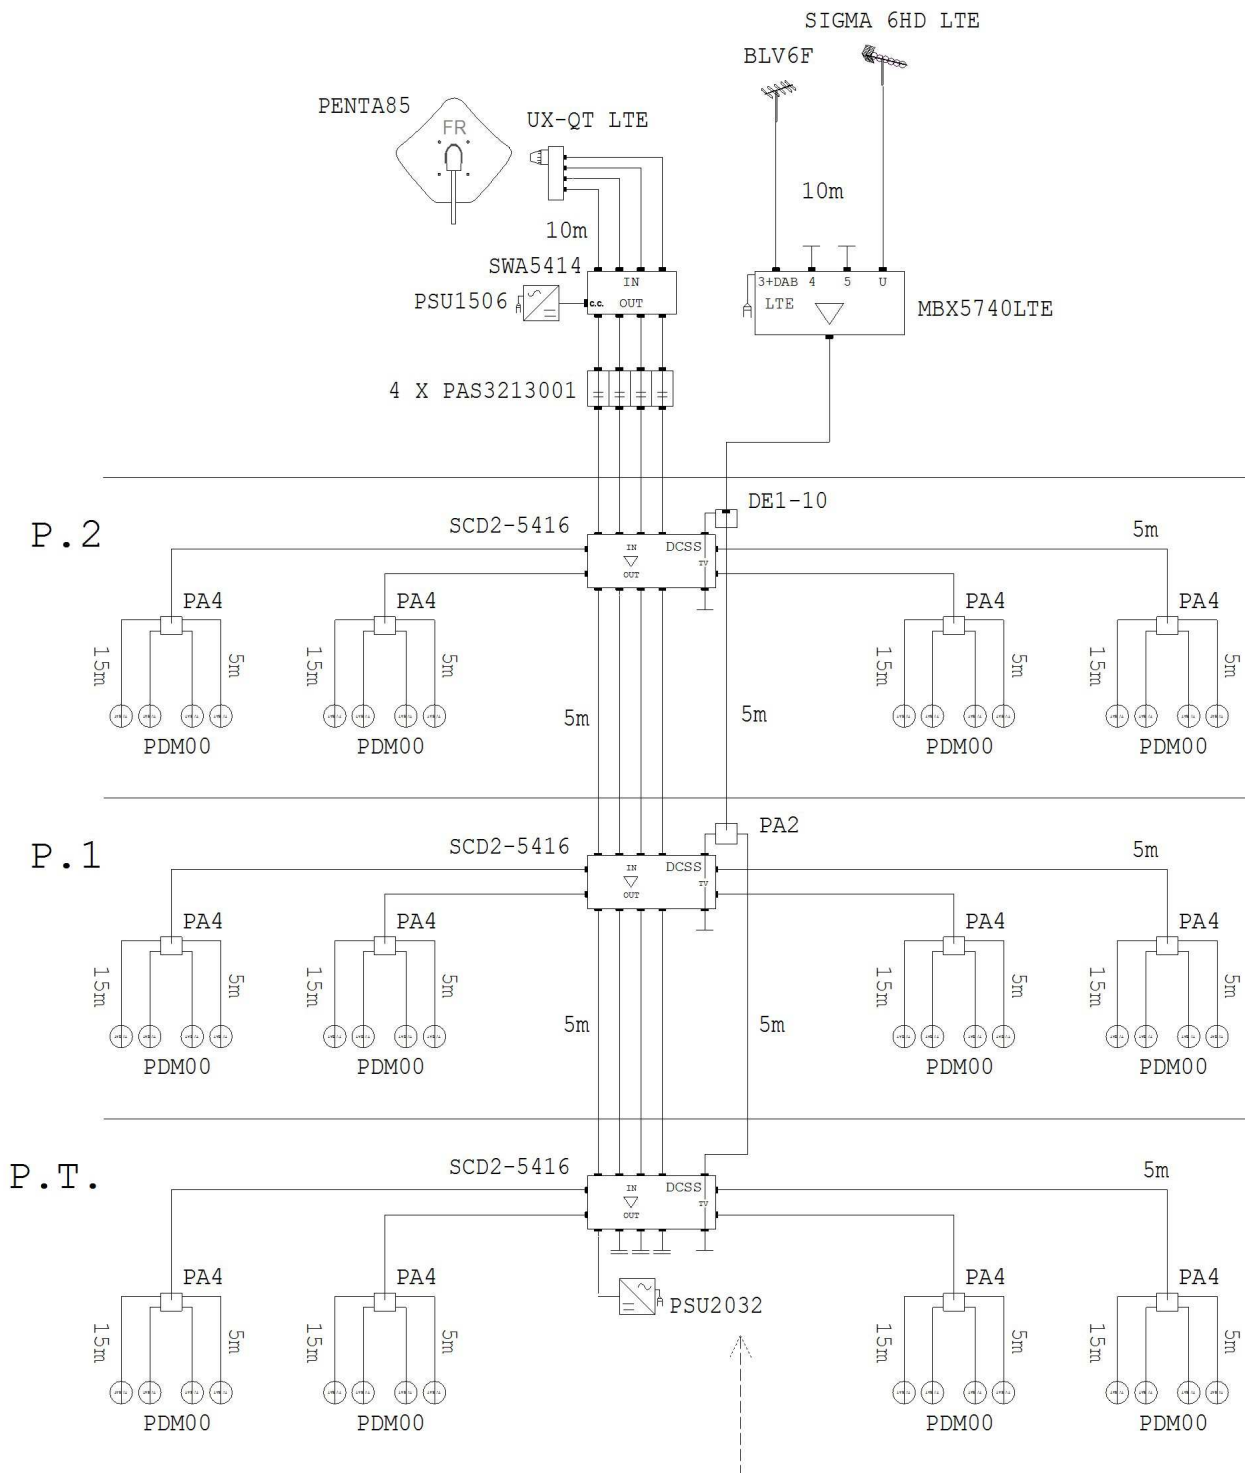 SIGMA 6HD LTE
BLV6F
PENTA85
UX-QT LTE
FR
10m
10m
SWA5414
IN
3+DAB 4 5 U
PSU1506
c.c. OUT
LTE
MBX5740LTE
4 X PAS3213001
DE1-10
P.2
SCD2-5416
5m
IN
DCSS
TV
OUT
PA4
PA4
PA4
PA4
15m
5m
15m
5m
15m
5m
15m
5m
5m
5m
PDM00
PDM00
PDM00
PDM00
PA2
P.1
SCD2-5416
5m
IN
DCSS
TV
OUT
PA4
PA4
PA4
PA4
15m
5m
15m
5m
15m
5m
15m
5m
5m
5m
PDM00
PDM00
PDM00
PDM00
P.T.
SCD2-5416
5m
IN
DCSS
TV
OUT
PA4
PA4
PA4
PA4
PSU2032
15m
5m
15m
5m
15m
5m
15m
5m
PDM00
PDM00
PDM00
PDM00